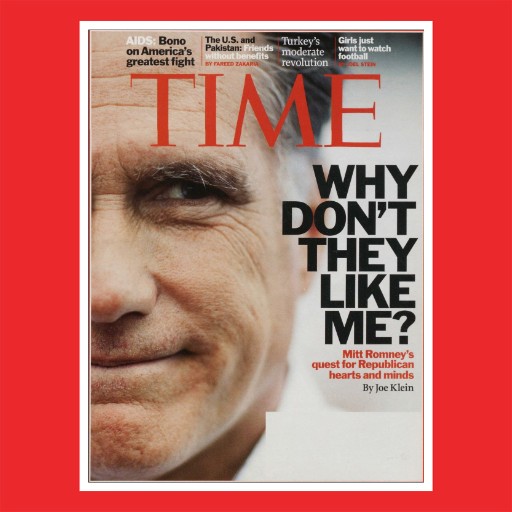 AIDS: Bono
on America's
greatest fight
The U.S. and
Pakistan: Friends
without benefits
BY FAREED ZAKARIA
Turkey's
moderate
revolution
Girls just
want to watch
football
JOEL STEIN
TIME
WHY
DON'T
THEY
LIKE
ME?
Mitt Romney's
quest for Republican
hearts and minds
By Joe Klein